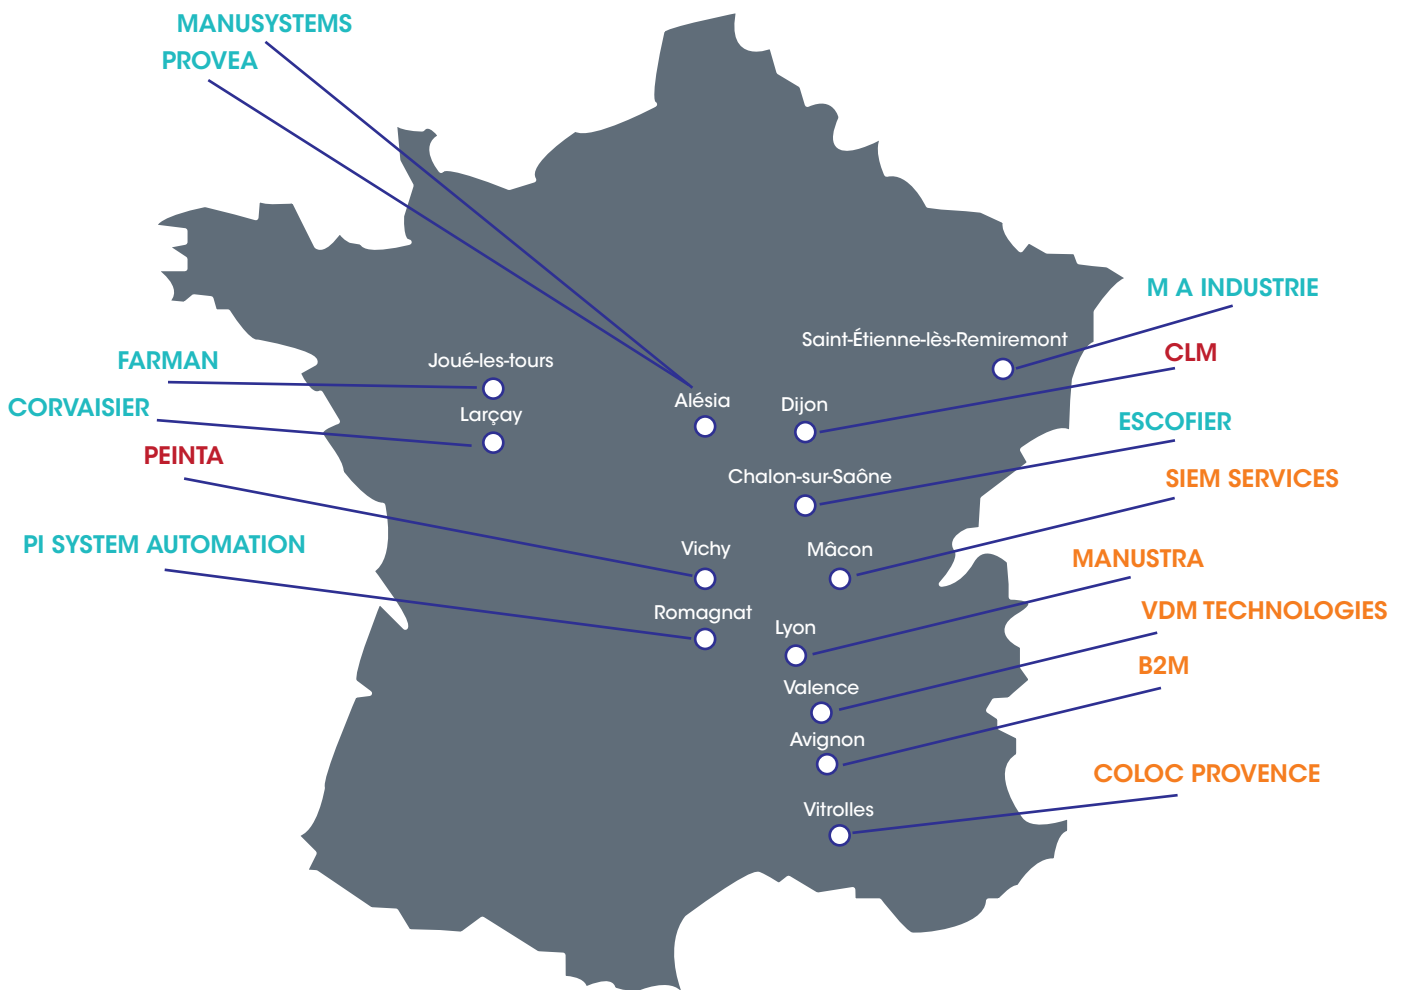 MANUSYSTEMS
PROVEA
M A INDUSTRIE
Saint-Étienne-lès-Remiremont
CLM
FARMAN
Joué-les-tours
Alésia
Dijon
CORVAISIER
Larçay
ESCOFIER
PEINTA
Chalon-sur-Saône
SIEM SERVICES
PI SYSTEM AUTOMATION
Vichy
Mâcon
MANUSTRA
Romagnat
VDM TECHNOLOGIES
Lyon
B2M
Valence
Avignon
COLOC PROVENCE
Vitrolles